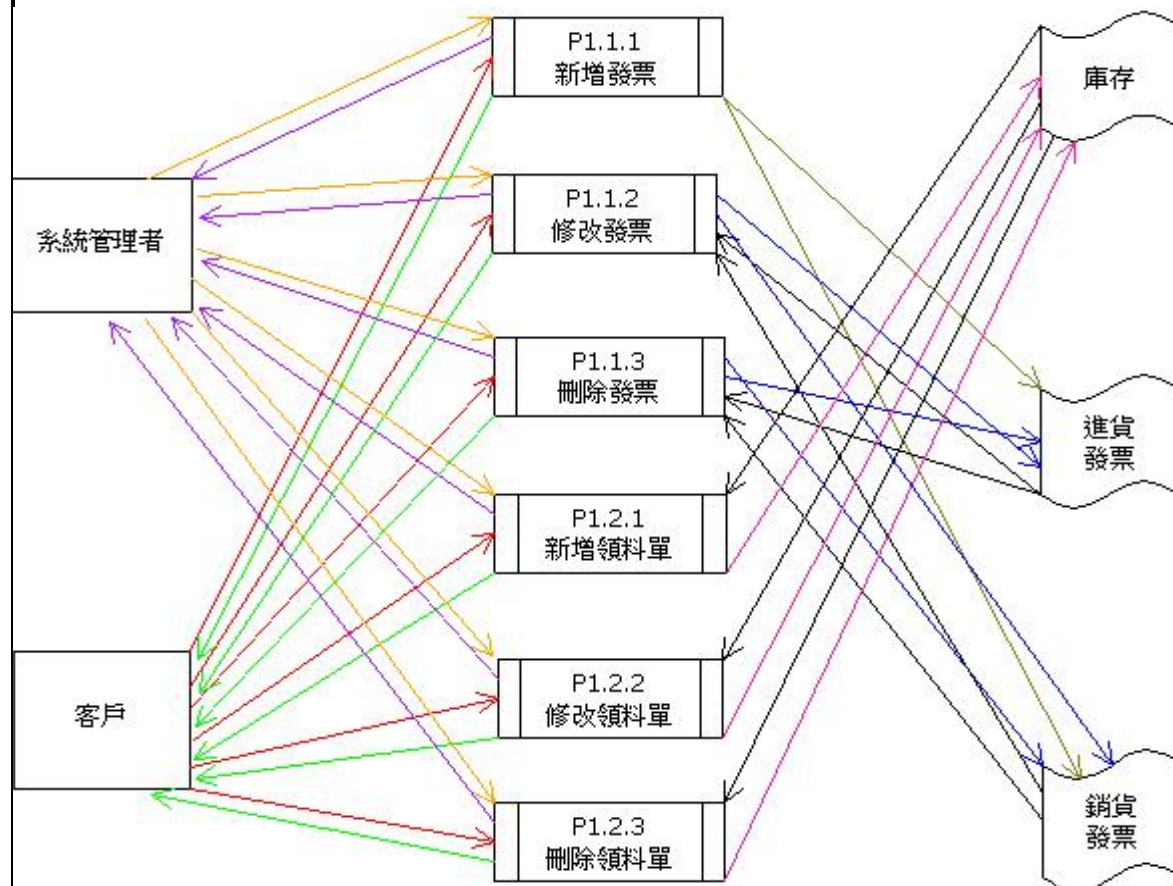 P1.1.1
新增發票
庫存
P1.1.2
修改發票
系統管理者
P1.1.3
刪除發票
進貨
發票
P1.2.1
新增領料單
P1.2.2
修改領料單
客戶
P1.2.3
刪除領料單
銷貨
發票